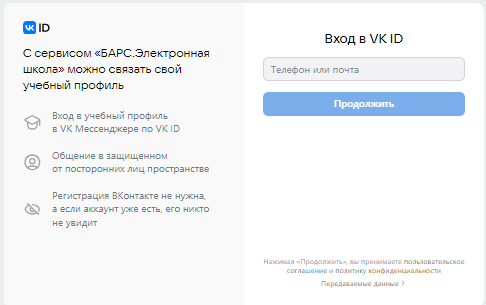 VK ID
С сервисом «БАРС.Электронная
школа» можно связать свой
учебный профиль
Вход в учебный профиль
в VK Мессенджере по VK ID
Общение в защищенном
от посторонних лиц пространстве
Регистрация ВКонтакте не нужна,
а если аккаунт уже есть, его никто
не увидит
Вход в VK ID
Телефон или почта
Продолжить
Нажимая «Продолжить», вы принимаете пользовательское
соглашение и политику конфиденциальности
Передаваемые данные